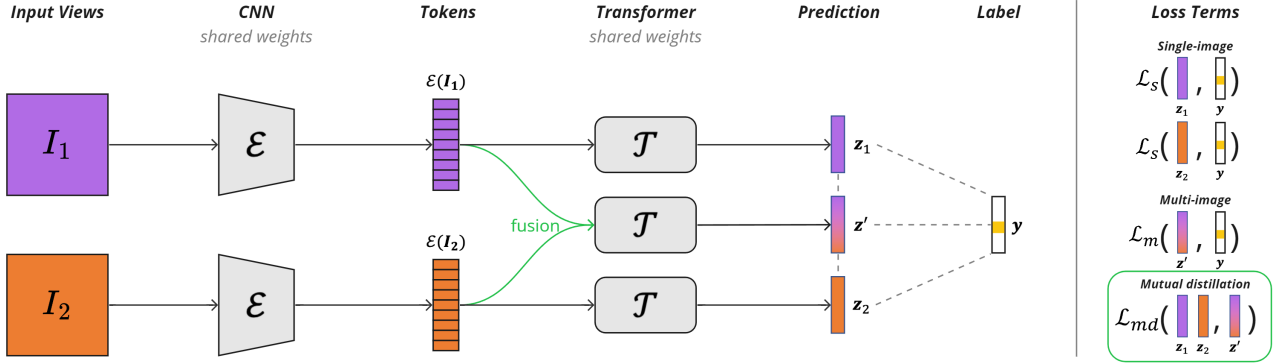 Input Views CNN Tokens Transformer Prediction Label Loss Terms
shared weights shared weights
Single-image
ℒₛ( , )
z₁ y
ℒₛ( , )
z₂ y
Multi-image
ℒₘ( , )
z′ y
Mutual distillation
ℒ_md( , )
z₁ z₂ z′
ℰ(I₁)
I₁ ℰ 𝒯 z₁
fusion 𝒯 z′ y
ℰ(I₂)
I₂ ℰ 𝒯 z₂